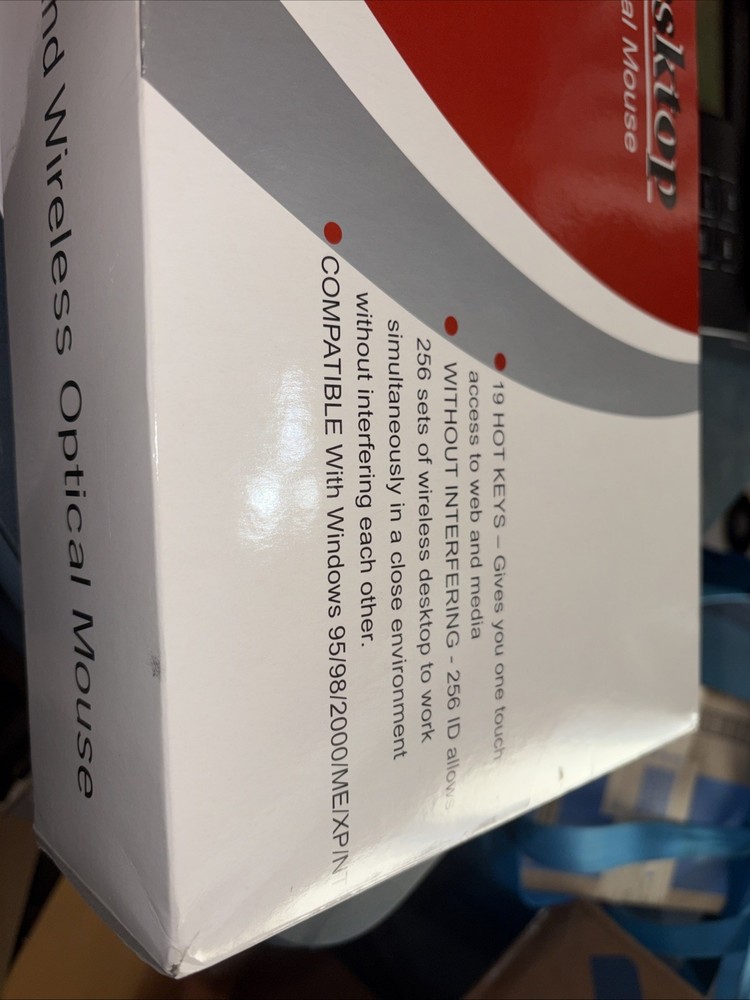 sktop
al Mouse
19 HOT KEYS – Gives you one touch
access to web and media
WITHOUT INTERFERING - 256 ID allows
256 sets of wireless desktop to work
simultaneously in a close environment
without interfering each other.
COMPATIBLE With Windows 95/98/2000/ME/XP/NT
nd Wireless Optical Mouse